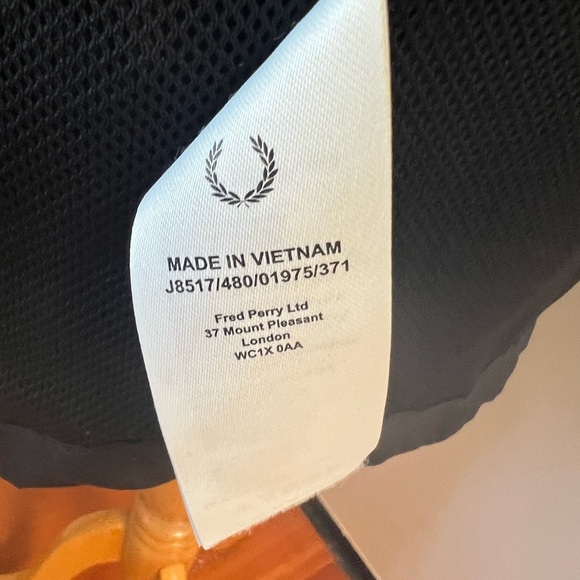 MADE IN VIETNAM
J8517/480/01975/371
Fred Perry Ltd
37 Mount Pleasant
London
WC1X 0AA